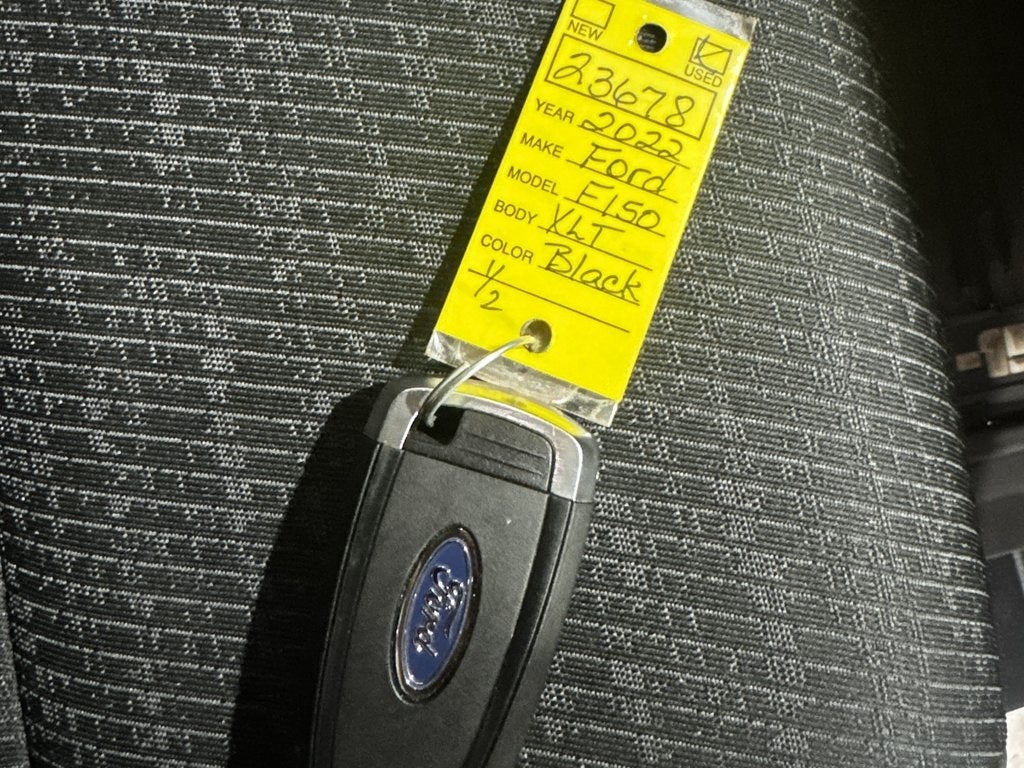 NEW
USED
23678
YEAR 2022
MAKE Ford
MODEL F150
BODY XLT
COLOR Black
1/2
Ford